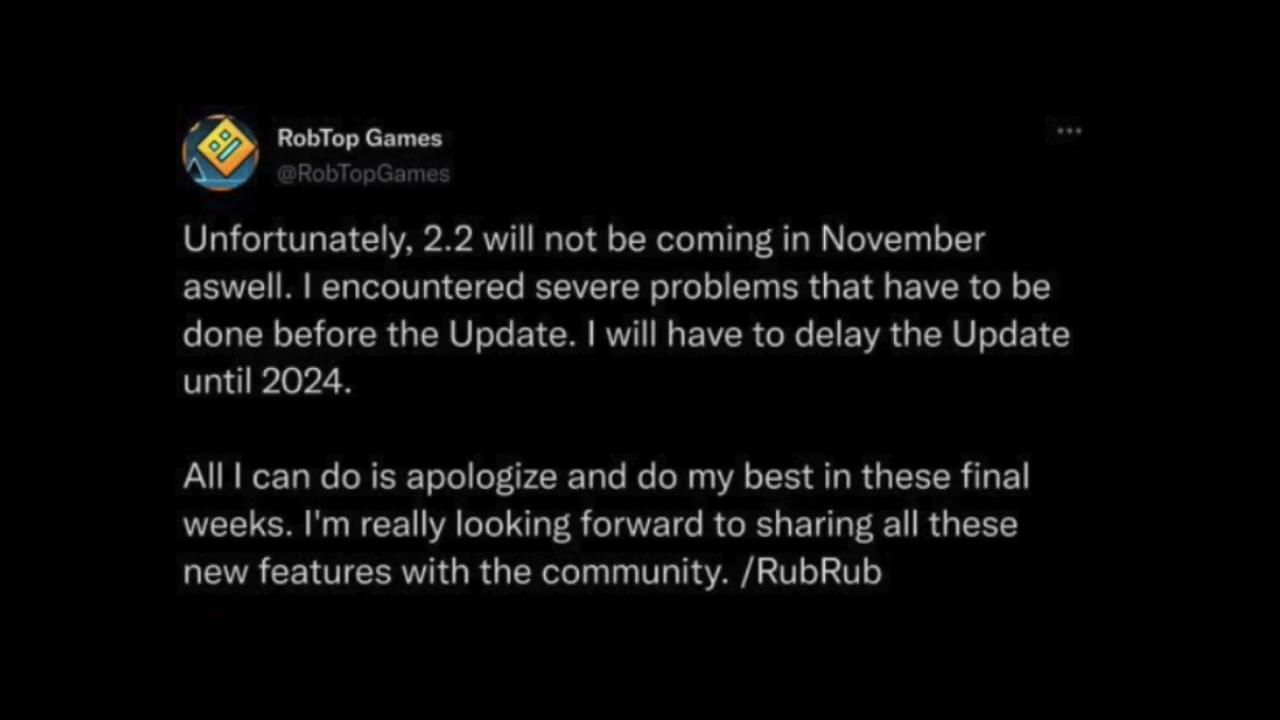 RobTop Games
@RobTopGames
Unfortunately, 2.2 will not be coming in November
aswell. I encountered severe problems that have to be
done before the Update. I will have to delay the Update
until 2024.
All I can do is apologize and do my best in these final
weeks. I'm really looking forward to sharing all these
new features with the community. /RubRub